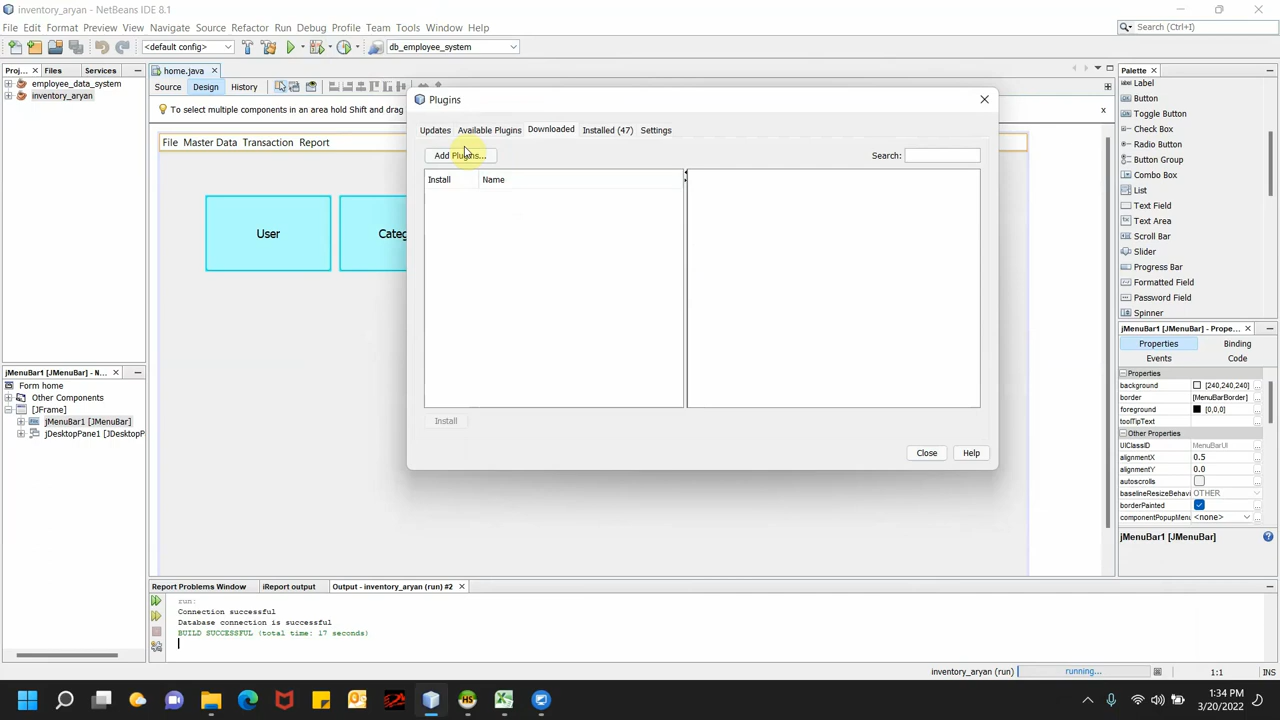 inventory_aryan - NetBeans IDE 8.1
File Edit Format Preview View Navigate Source Refactor Run Debug Profile Team Tools Window Help
Search (Ctrl+I)
<default config>
db_employee_system
Proj... Files Services
employee_data_system
inventory_aryan
home.java
Source Design History
To select multiple components in an area hold Shift and drag
File Master Data Transaction Report
User
Categ
Plugins
Updates Available Plugins Downloaded Installed (47) Settings
Add Plugins...
Search:
Install Name
Install
Close Help
Palette
Label
Button
Toggle Button
Check Box
Radio Button
Button Group
Combo Box
List
Text Field
Text Area
Scroll Bar
Slider
Progress Bar
Formatted Field
Password Field
Spinner
jMenuBar1 [JMenuBar] - Prope...
Properties Binding
Events Code
Properties
background [240,240,240]
border [MenuBarBorder]
foreground [0,0,0]
toolTipText
Other Properties
UIClassID MenuBarUI
alignmentX 0.5
alignmentY 0.0
autoscrolls
baselineResizeBehavi OTHER
borderPainted
componentPopupMenu <none>
jMenuBar1 [JMenuBar]
jMenuBar1 [JMenuBar] - N...
Form home
Other Components
[JFrame]
jMenuBar1 [JMenuBar]
jDesktopPane1 [JDesktopP
Report Problems Window iReport output Output - inventory_aryan (run) #2
run:
Connection successful
Database connection is successful
BUILD SUCCESSFUL (total time: 17 seconds)
inventory_aryan (run) running... 1:1 INS
1:34 PM
3/20/2022